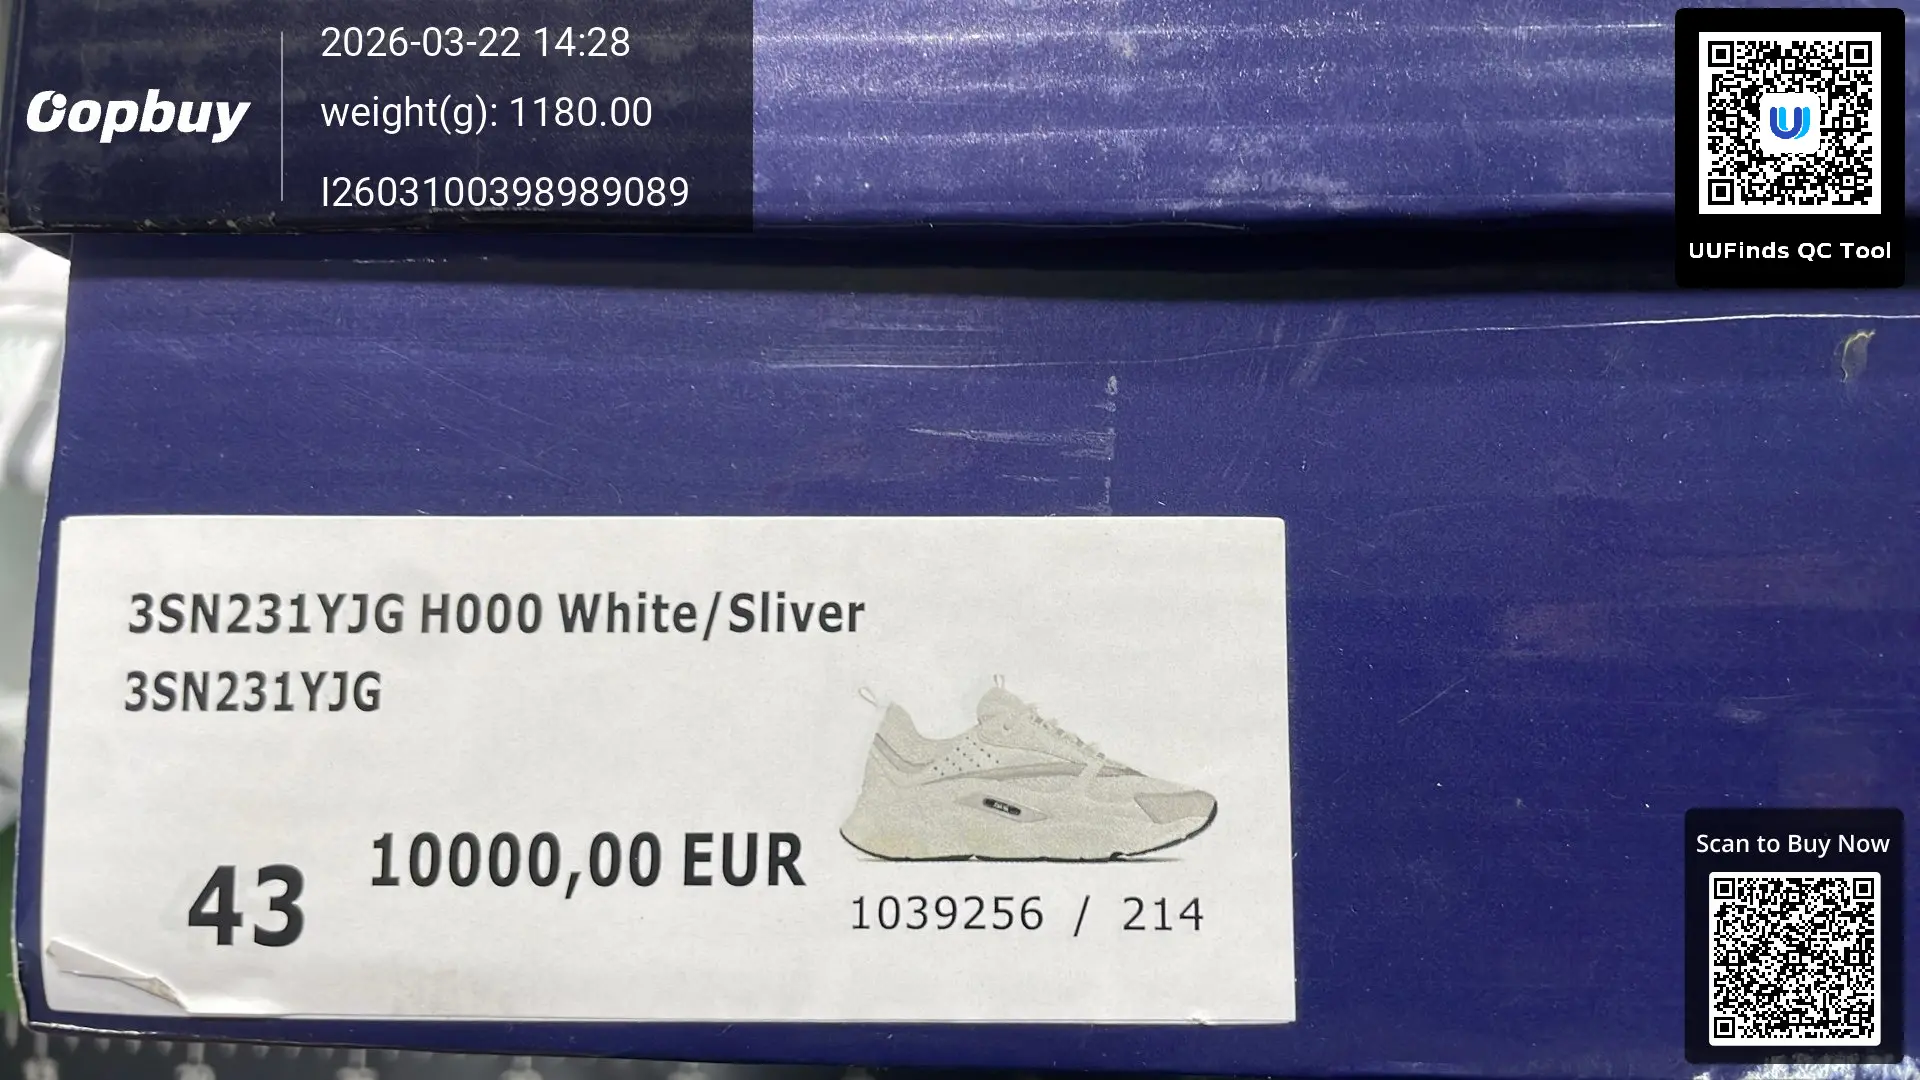 Oopbuy
2026-03-22 14:28
weight(g): 1180.00
I2603100398989089
UUFinds QC Tool
3SN231YJG H000 White/Sliver
3SN231YJG
43
10000,00 EUR
1039256 / 214
Scan to Buy Now